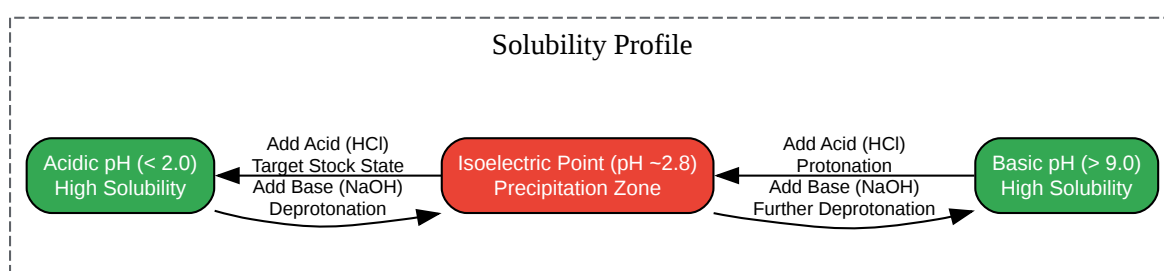 Solubility Profile
Acidic pH (< 2.0)
High Solubility
Add Acid (HCl)
Target Stock State
Add Base (NaOH)
Deprotonation
Isoelectric Point (pH ~2.8)
Precipitation Zone
Add Acid (HCl)
Protonation
Add Base (NaOH)
Further Deprotonation
Basic pH (> 9.0)
High Solubility